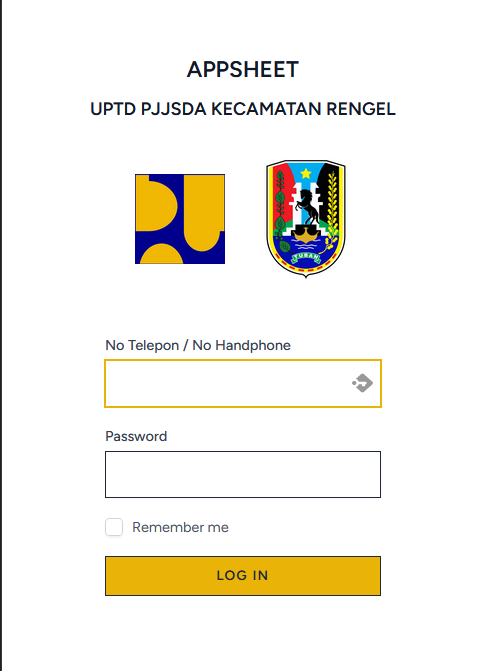 APPSHEET
UPTD PJJSDA KECAMATAN RENGEL
TUBAN
No Telepon / No Handphone
Password
Remember me
LOG IN